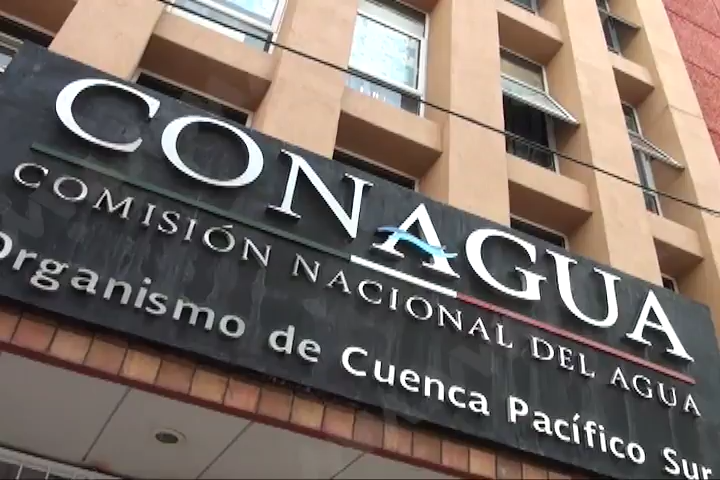 CONAGUA
COMISIÓN NACIONAL DEL AGUA
Organismo de Cuenca Pacífico Sur